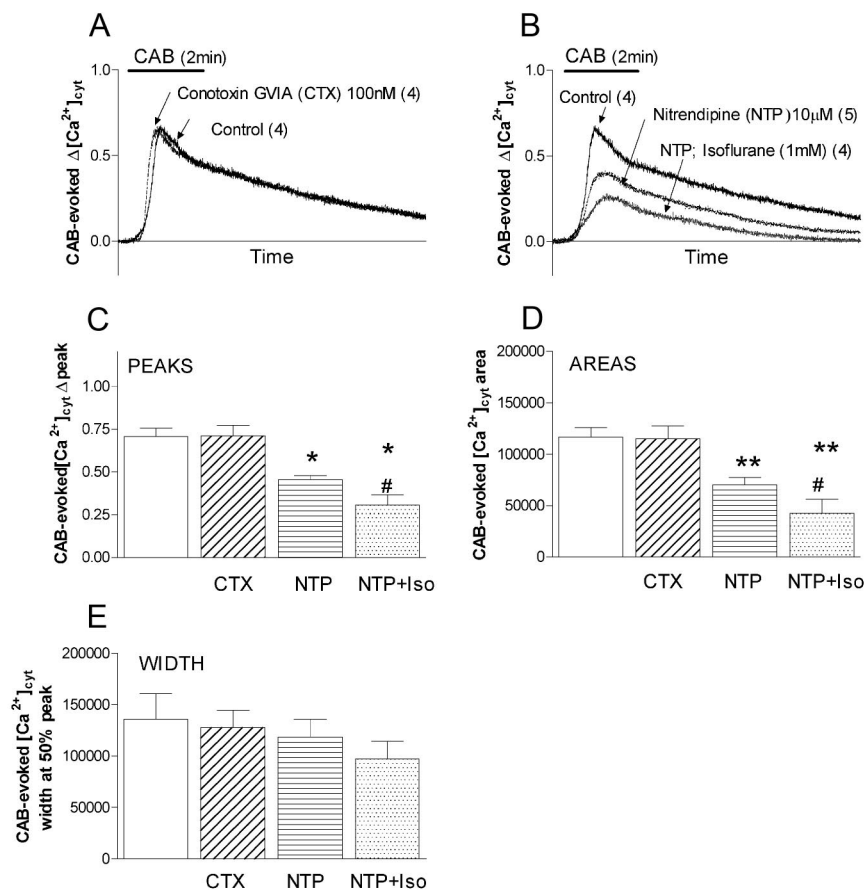 A
CAB (2min)
CAB-evoked Δ[Ca²⁺]cyt
1.0
0.5
0.0
Conotoxin GVIA (CTX) 100nM (4)
Control (4)
Time
B
CAB (2min)
CAB-evoked Δ[Ca²⁺]cyt
1.0
0.5
0.0
Control (4)
Nitrendipine (NTP)10µM (5)
NTP; Isoflurane (1mM) (4)
Time
C
PEAKS
CAB-evoked[Ca²⁺]cyt Δpeak
1.00
0.75
0.50
0.25
0.00
*
*
#
CTX NTP NTP+Iso
D
AREAS
CAB-evoked [Ca²⁺]cyt area
200000
150000
100000
50000
0
**
**
#
CTX NTP NTP+Iso
E
WIDTH
CAB-evoked [Ca²⁺]cyt
width at 50% peak
200000
150000
100000
50000
0
CTX NTP NTP+Iso